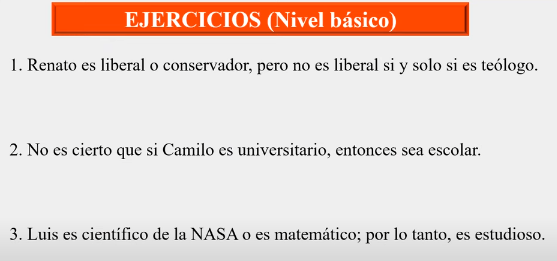 EJERCICIOS (Nivel básico)
1. Renato es liberal o conservador, pero no es liberal si y solo si es teólogo.
2. No es cierto que si Camilo es universitario, entonces sea escolar.
3. Luis es científico de la NASA o es matemático; por lo tanto, es estudioso.